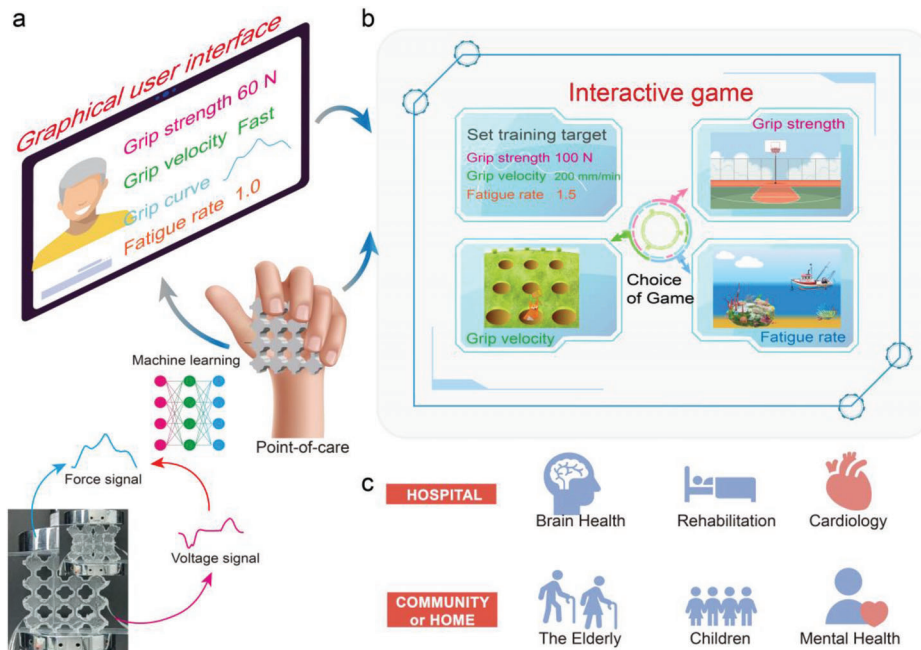 a
Graphical user interface
Grip strength 60 N
Grip velocity Fast
Grip curve
Fatigue rate 1.0
Machine learning
Point-of-care
Force signal
Voltage signal
b
Interactive game
Set training target
Grip strength 100 N
Grip velocity 200 mm/min
Fatigue rate 1.5
Grip strength
Choice
of Game
Grip velocity
Fatigue rate
c
HOSPITAL
Brain Health
Rehabilitation
Cardiology
COMMUNITY
or HOME
The Elderly
Children
Mental Health